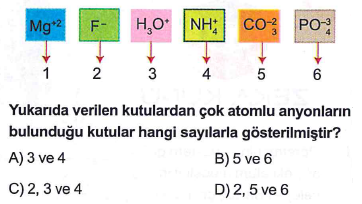 Mg⁺² F⁻ H₃O⁺ NH₄⁺ CO₃⁻² PO₄⁻³
1 2 3 4 5 6
Yukarıda verilen kutulardan çok atomlu anyonların
bulunduğu kutular hangi sayılarla gösterilmiştir?
A) 3 ve 4 B) 5 ve 6
C) 2, 3 ve 4 D) 2, 5 ve 6